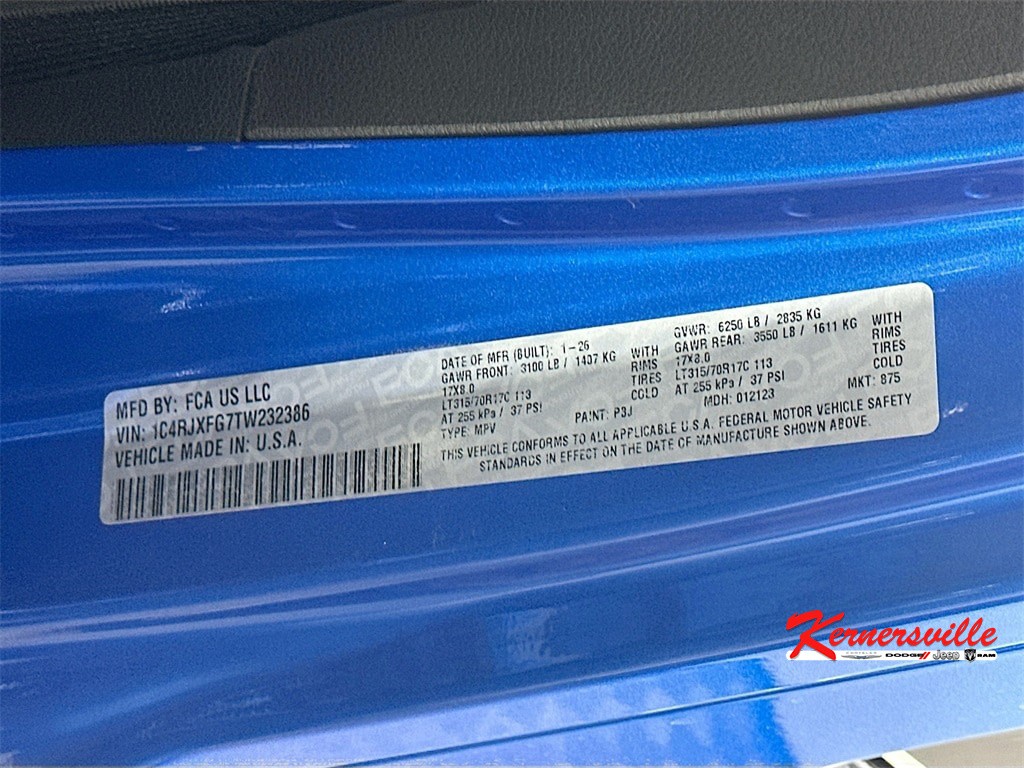 MFD BY: FCA US LLC
VIN: 1C4RJXFG7TW232386
VEHICLE MADE IN: U.S.A.
DATE OF MFR (BUILT): 1-26
GAWR FRONT: 3100 LB / 1407 KG WITH
17X8.0 RIMS
LT315/70R17C 113 TIRES
AT 255 kPa / 37 PSI COLD
TYPE: MPV PAINT: P3J
GVWR: 6250 LB / 2835 KG
GAWR REAR: 3550 LB / 1611 KG WITH
17X8.0 RIMS
LT315/70R17C 113 TIRES
AT 255 kPa / 37 PSI COLD
MDH: 012123 MKT: 875
THIS VEHICLE CONFORMS TO ALL APPLICABLE U.S.A. FEDERAL MOTOR VEHICLE SAFETY
STANDARDS IN EFFECT ON THE DATE OF MANUFACTURE SHOWN ABOVE.
Kernersville
CHRYSLER DODGE Jeep RAM